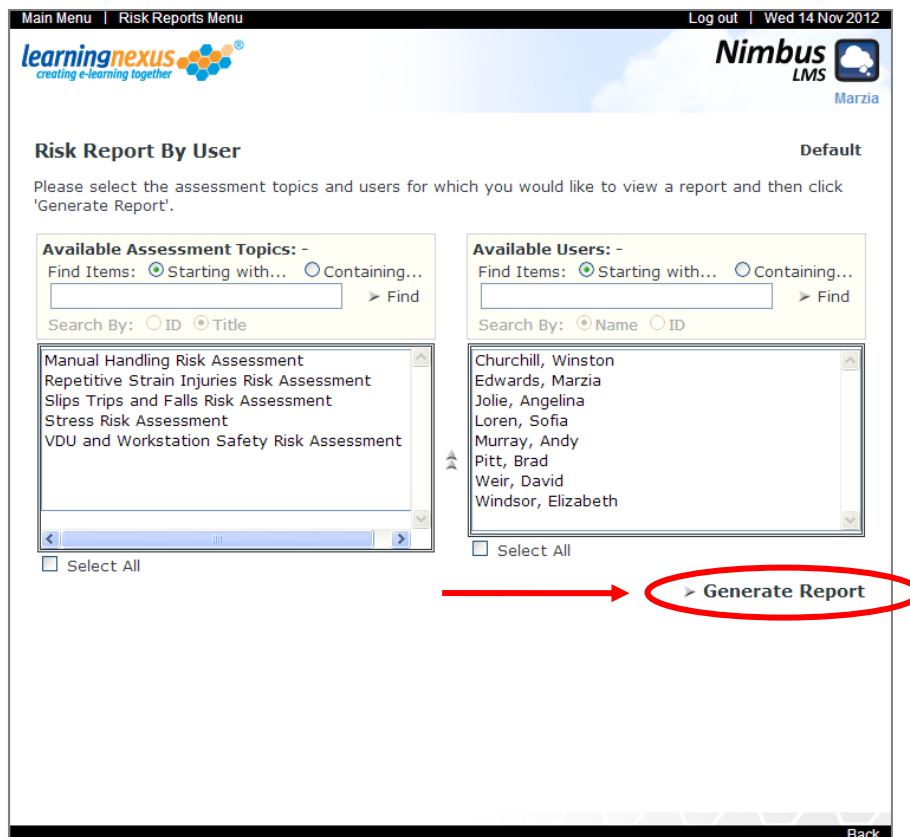 Main Menu | Risk Reports Menu Log out | Wed 14 Nov 2012
learningnexus®
creating e-learning together
Nimbus
LMS
Marzia
Risk Report By User Default
Please select the assessment topics and users for which you would like to view a report and then click
'Generate Report'.
Available Assessment Topics: -
Find Items: Starting with... Containing...
Find
Search By: ID Title
Manual Handling Risk Assessment
Repetitive Strain Injuries Risk Assessment
Slips Trips and Falls Risk Assessment
Stress Risk Assessment
VDU and Workstation Safety Risk Assessment
Select All
Available Users: -
Find Items: Starting with... Containing...
Find
Search By: Name ID
Churchill, Winston
Edwards, Marzia
Jolie, Angelina
Loren, Sofia
Murray, Andy
Pitt, Brad
Weir, David
Windsor, Elizabeth
Select All
Generate Report
Back